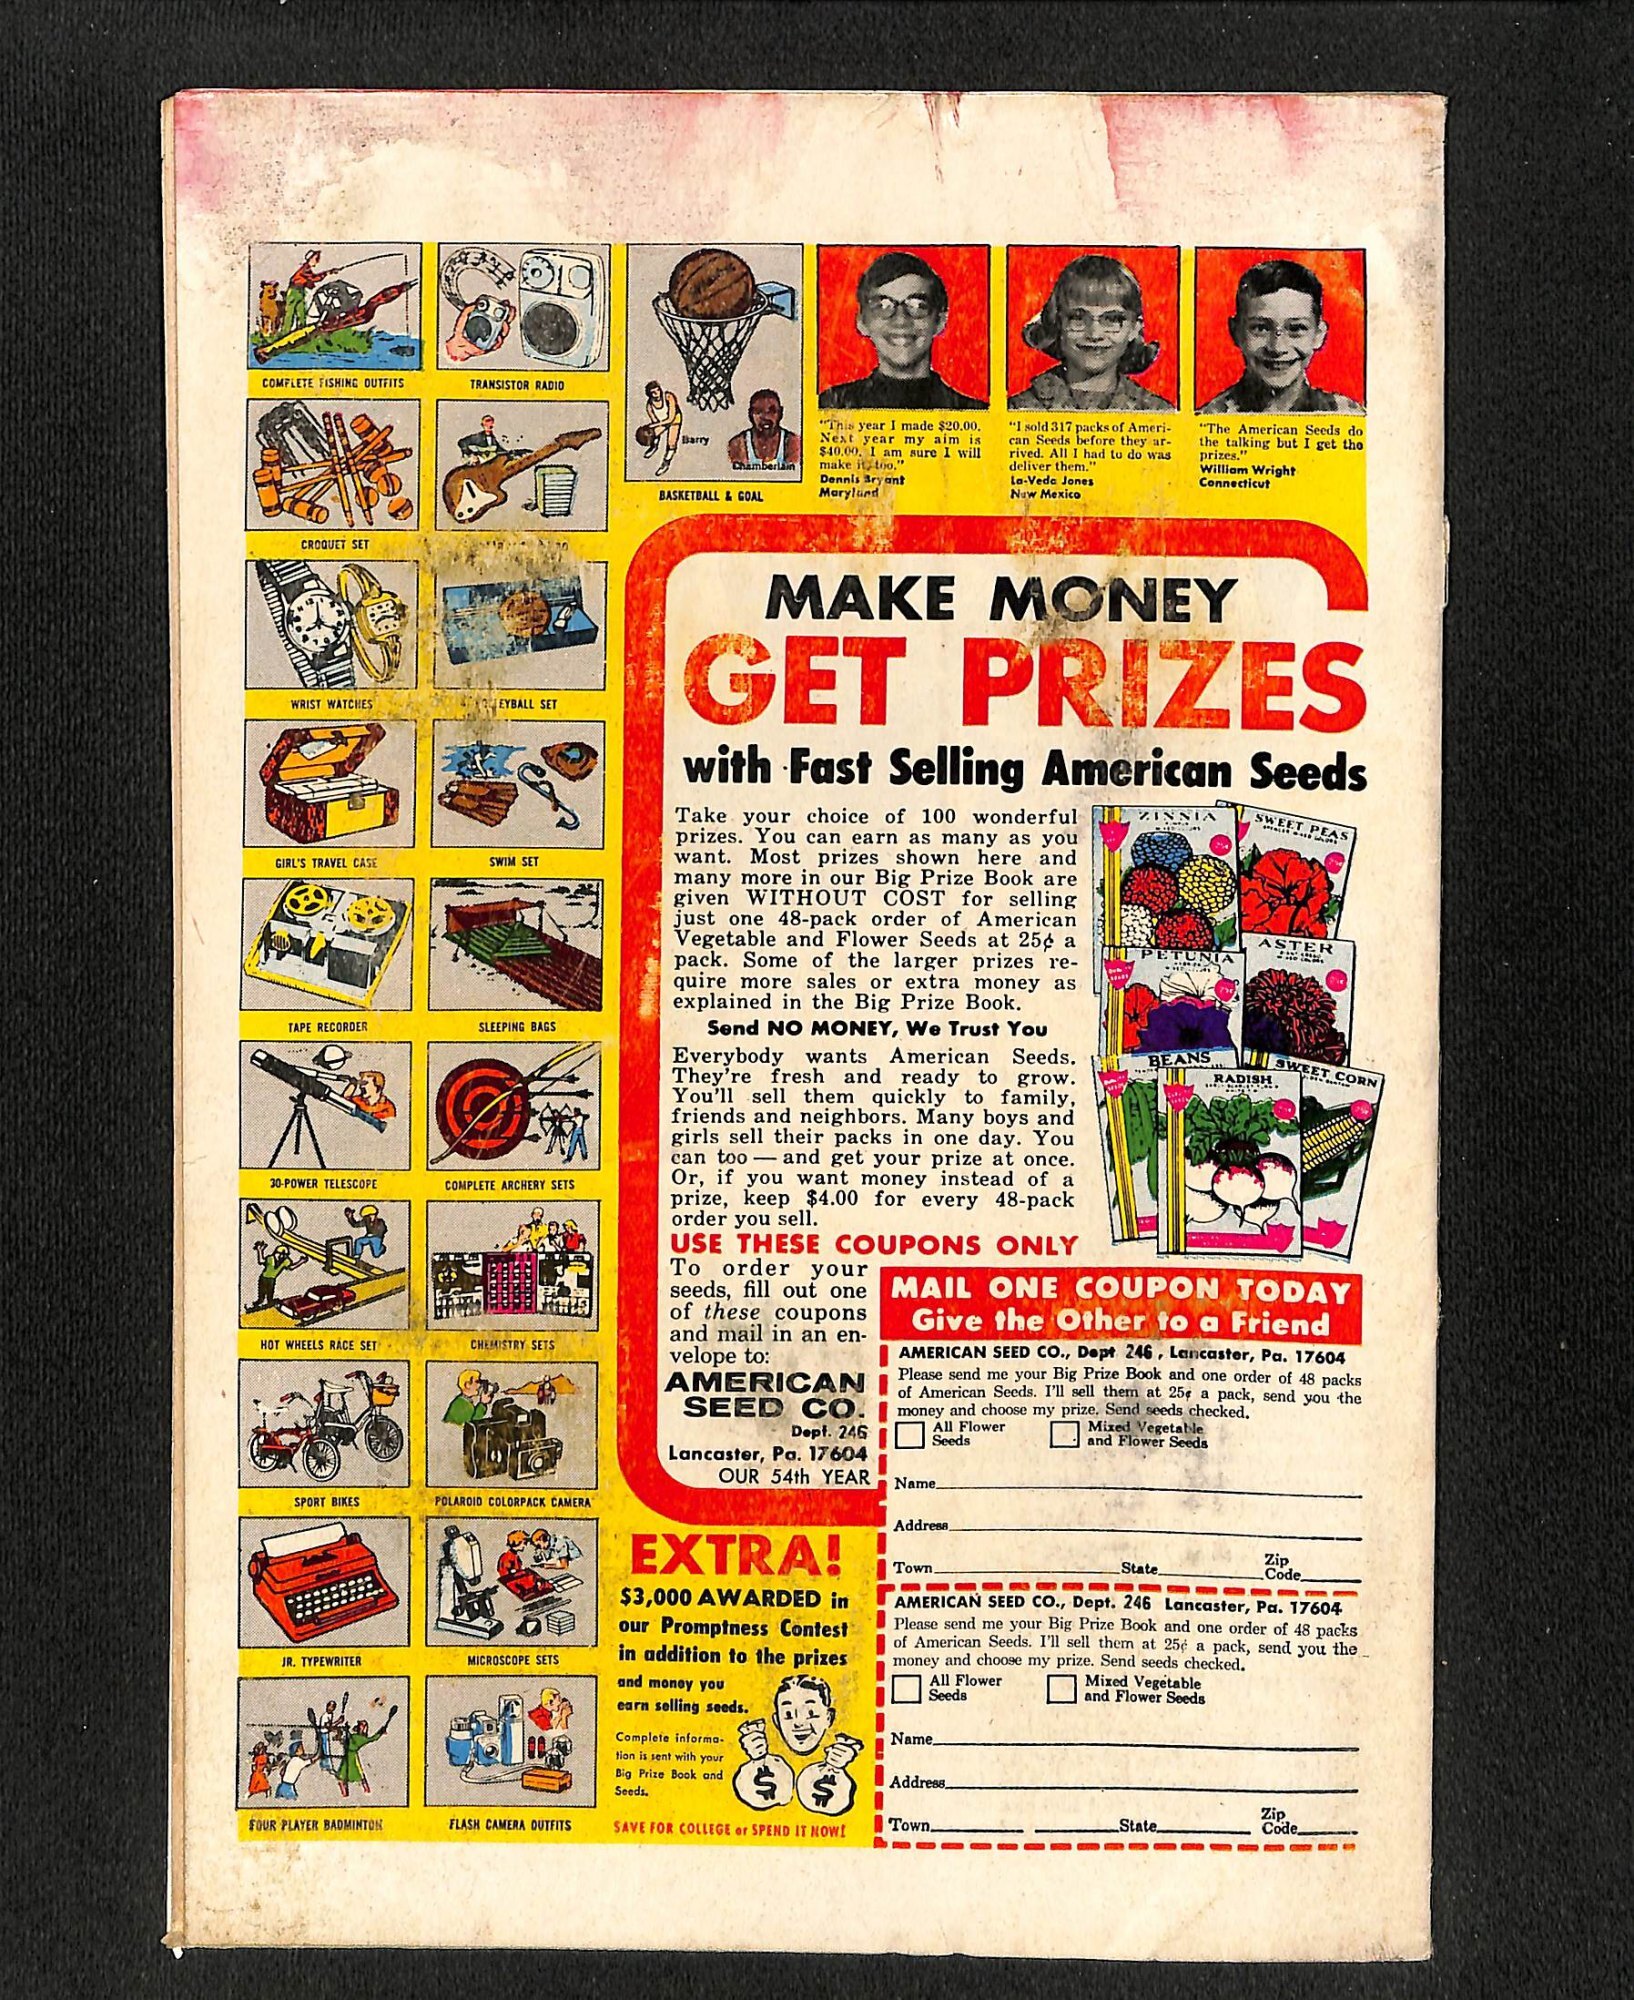 COMPLETE FISHING OUTFITS
TRANSISTOR RADIO
Barry
Chamberlain
BASKETBALL & GOAL
CROQUET SET
WRIST WATCHES
EYBALL SET
GIRL'S TRAVEL CASE
SWIM SET
TAPE RECORDER
SLEEPING BAGS
30-POWER TELESCOPE
COMPLETE ARCHERY SETS
HOT WHEELS RACE SET
CHEMISTRY SETS
SPORT BIKES
POLAROID COLORPACK CAMERA
JR. TYPEWRITER
MICROSCOPE SETS
FOUR PLAYER BADMINTON
FLASH CAMERA OUTFITS
"This year I made $20.00.
Next year my aim is
$40.00. I am sure I will
make it, too."
Dennis Bryant
Maryland
"I sold 317 packs of Ameri-
can Seeds before they ar-
rived. All I had to do was
deliver them."
La-Veda Jones
New Mexico
"The American Seeds do
the talking but I get the
prizes."
William Wright
Connecticut
MAKE MONEY
GET PRIZES
with Fast Selling American Seeds
Take your choice of 100 wonderful
prizes. You can earn as many as you
want. Most prizes shown here and
many more in our Big Prize Book are
given WITHOUT COST for selling
just one 48-pack order of American
Vegetable and Flower Seeds at 25¢ a
pack. Some of the larger prizes re-
quire more sales or extra money as
explained in the Big Prize Book.
Send NO MONEY, We Trust You
Everybody wants American Seeds.
They're fresh and ready to grow.
You'll sell them quickly to family,
friends and neighbors. Many boys and
girls sell their packs in one day. You
can too — and get your prize at once.
Or, if you want money instead of a
prize, keep $4.00 for every 48-pack
order you sell.
USE THESE COUPONS ONLY
To order your
seeds, fill out one
of these coupons
and mail in an en-
velope to:
AMERICAN
SEED CO.
Dept. 246
Lancaster, Pa. 17604
OUR 54th YEAR
ZINNIA
25¢
SWEET PEAS
25¢
PETUNIA
25¢
ASTER
25¢
BEANS
RADISH
25¢
SWEET CORN
25¢
EXTRA!
$3,000 AWARDED in
our Promptness Contest
in addition to the prizes
and money you
earn selling seeds.
Complete informa-
tion is sent with your
Big Prize Book and
Seeds.
$ $
SAVE FOR COLLEGE or SPEND IT NOW!
MAIL ONE COUPON TODAY
Give the Other to a Friend
AMERICAN SEED CO., Dept 246, Lancaster, Pa. 17604
Please send me your Big Prize Book and one order of 48 packs
of American Seeds. I'll sell them at 25¢ a pack, send you the
money and choose my prize. Send seeds checked.
All Flower
Seeds
Mixed Vegetable
and Flower Seeds
Name
Address
Town State Zip
Code
AMERICAN SEED CO., Dept. 246 Lancaster, Pa. 17604
Please send me your Big Prize Book and one order of 48 packs
of American Seeds. I'll sell them at 25¢ a pack, send you the
money and choose my prize. Send seeds checked.
All Flower
Seeds
Mixed Vegetable
and Flower Seeds
Name
Address
Town State Zip
Code